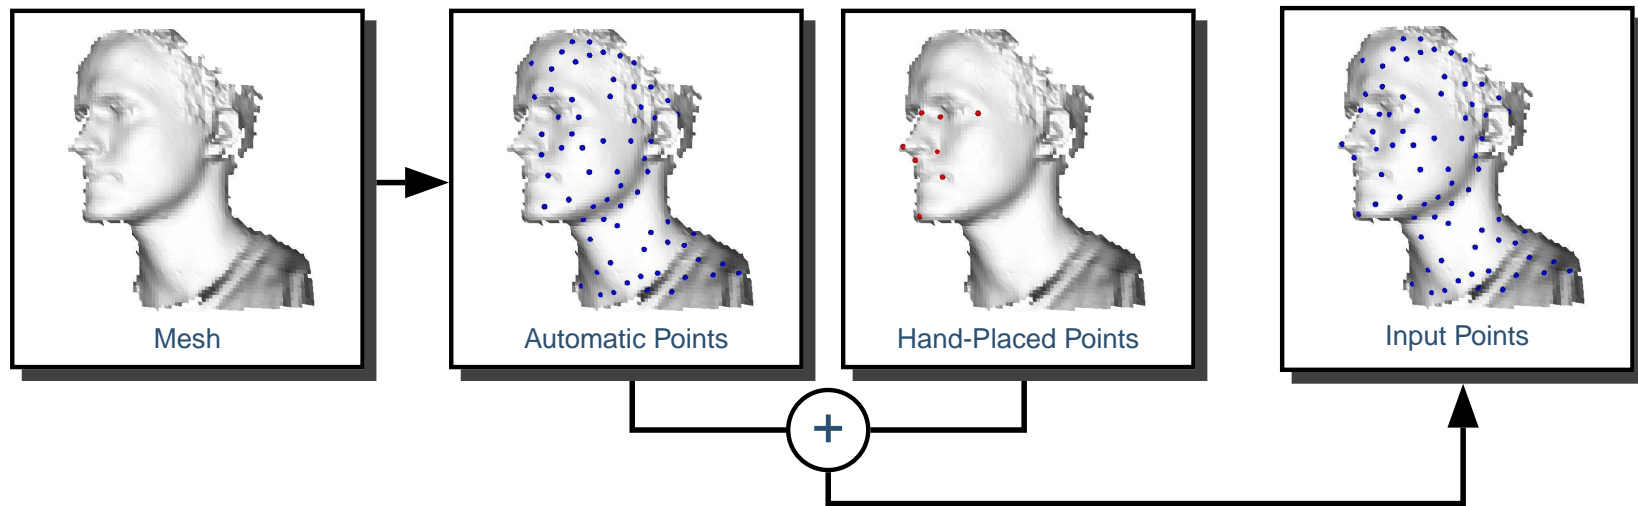 Mesh
Automatic Points
Hand-Placed Points
Input Points
+